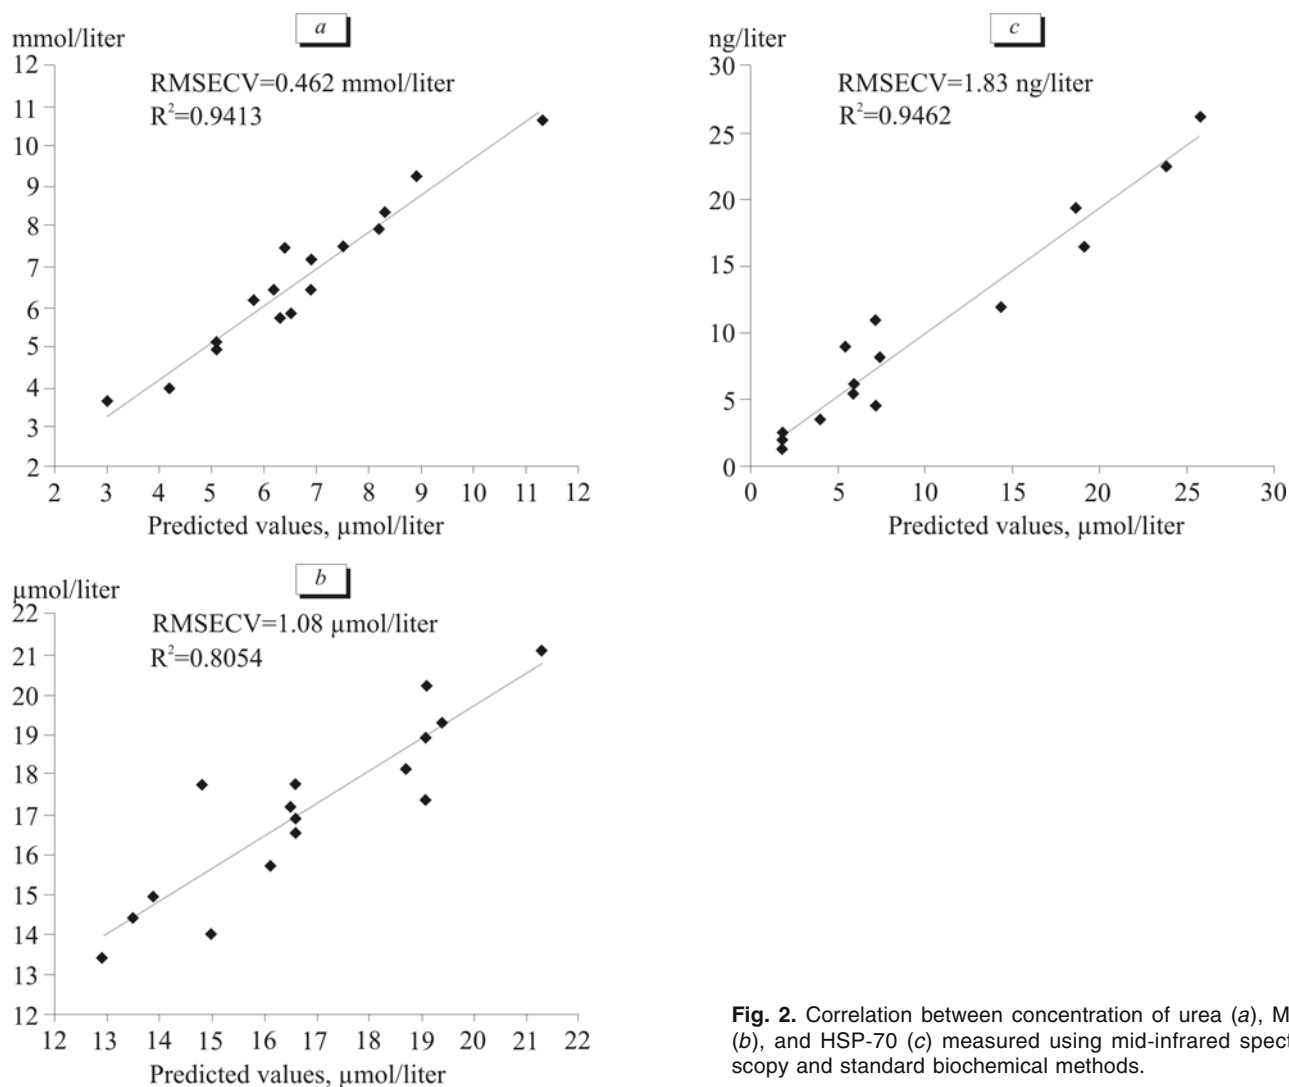 a
mmol/liter
RMSECV=0.462 mmol/liter
R²=0.9413
12
11
10
9
8
7
6
5
4
3
2
2 3 4 5 6 7 8 9 10 11 12
Predicted values, µmol/liter
c
ng/liter
RMSECV=1.83 ng/liter
R²=0.9462
30
25
20
15
10
5
0
0 5 10 15 20 25 30
Predicted values, µmol/liter
b
µmol/liter
RMSECV=1.08 µmol/liter
R²=0.8054
22
21
20
19
18
17
16
15
14
13
12
12 13 14 15 16 17 18 19 20 21 22
Predicted values, µmol/liter
Fig. 2. Correlation between concentration of urea (a), M
(b), and HSP-70 (c) measured using mid-infrared spect
scopy and standard biochemical methods.